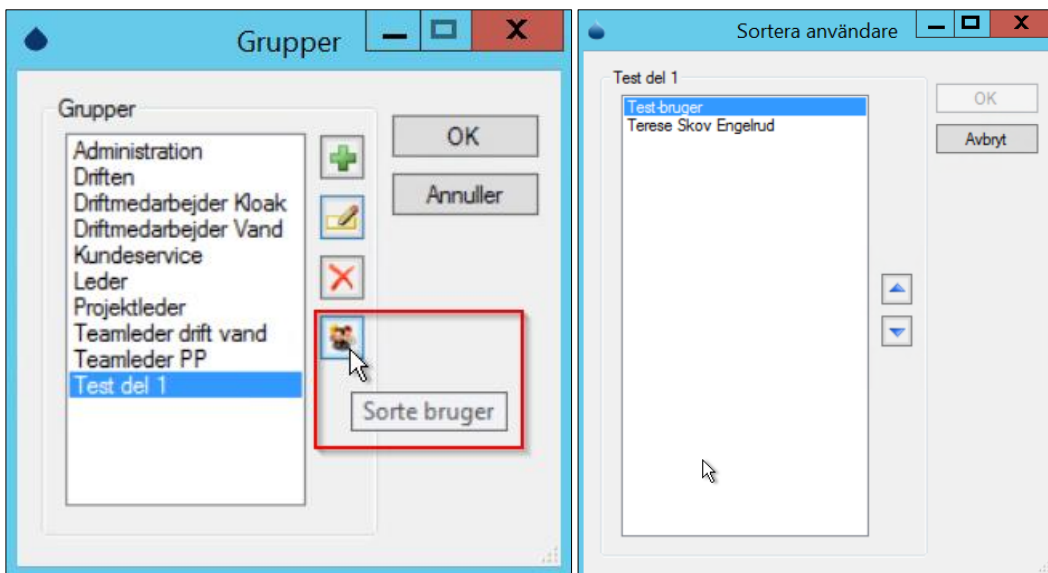 Grupper
Grupper
Administration
Driften
Driftmedarbejder Kloak
Driftmedarbejder Vand
Kundeservice
Leder
Projektleder
Teamleder drift vand
Teamleder PP
Test del 1
OK
Annuller
Sorte bruger
Sortera användare
Test del 1
Test-bruger
Terese Skov Engelrud
OK
Avbryt